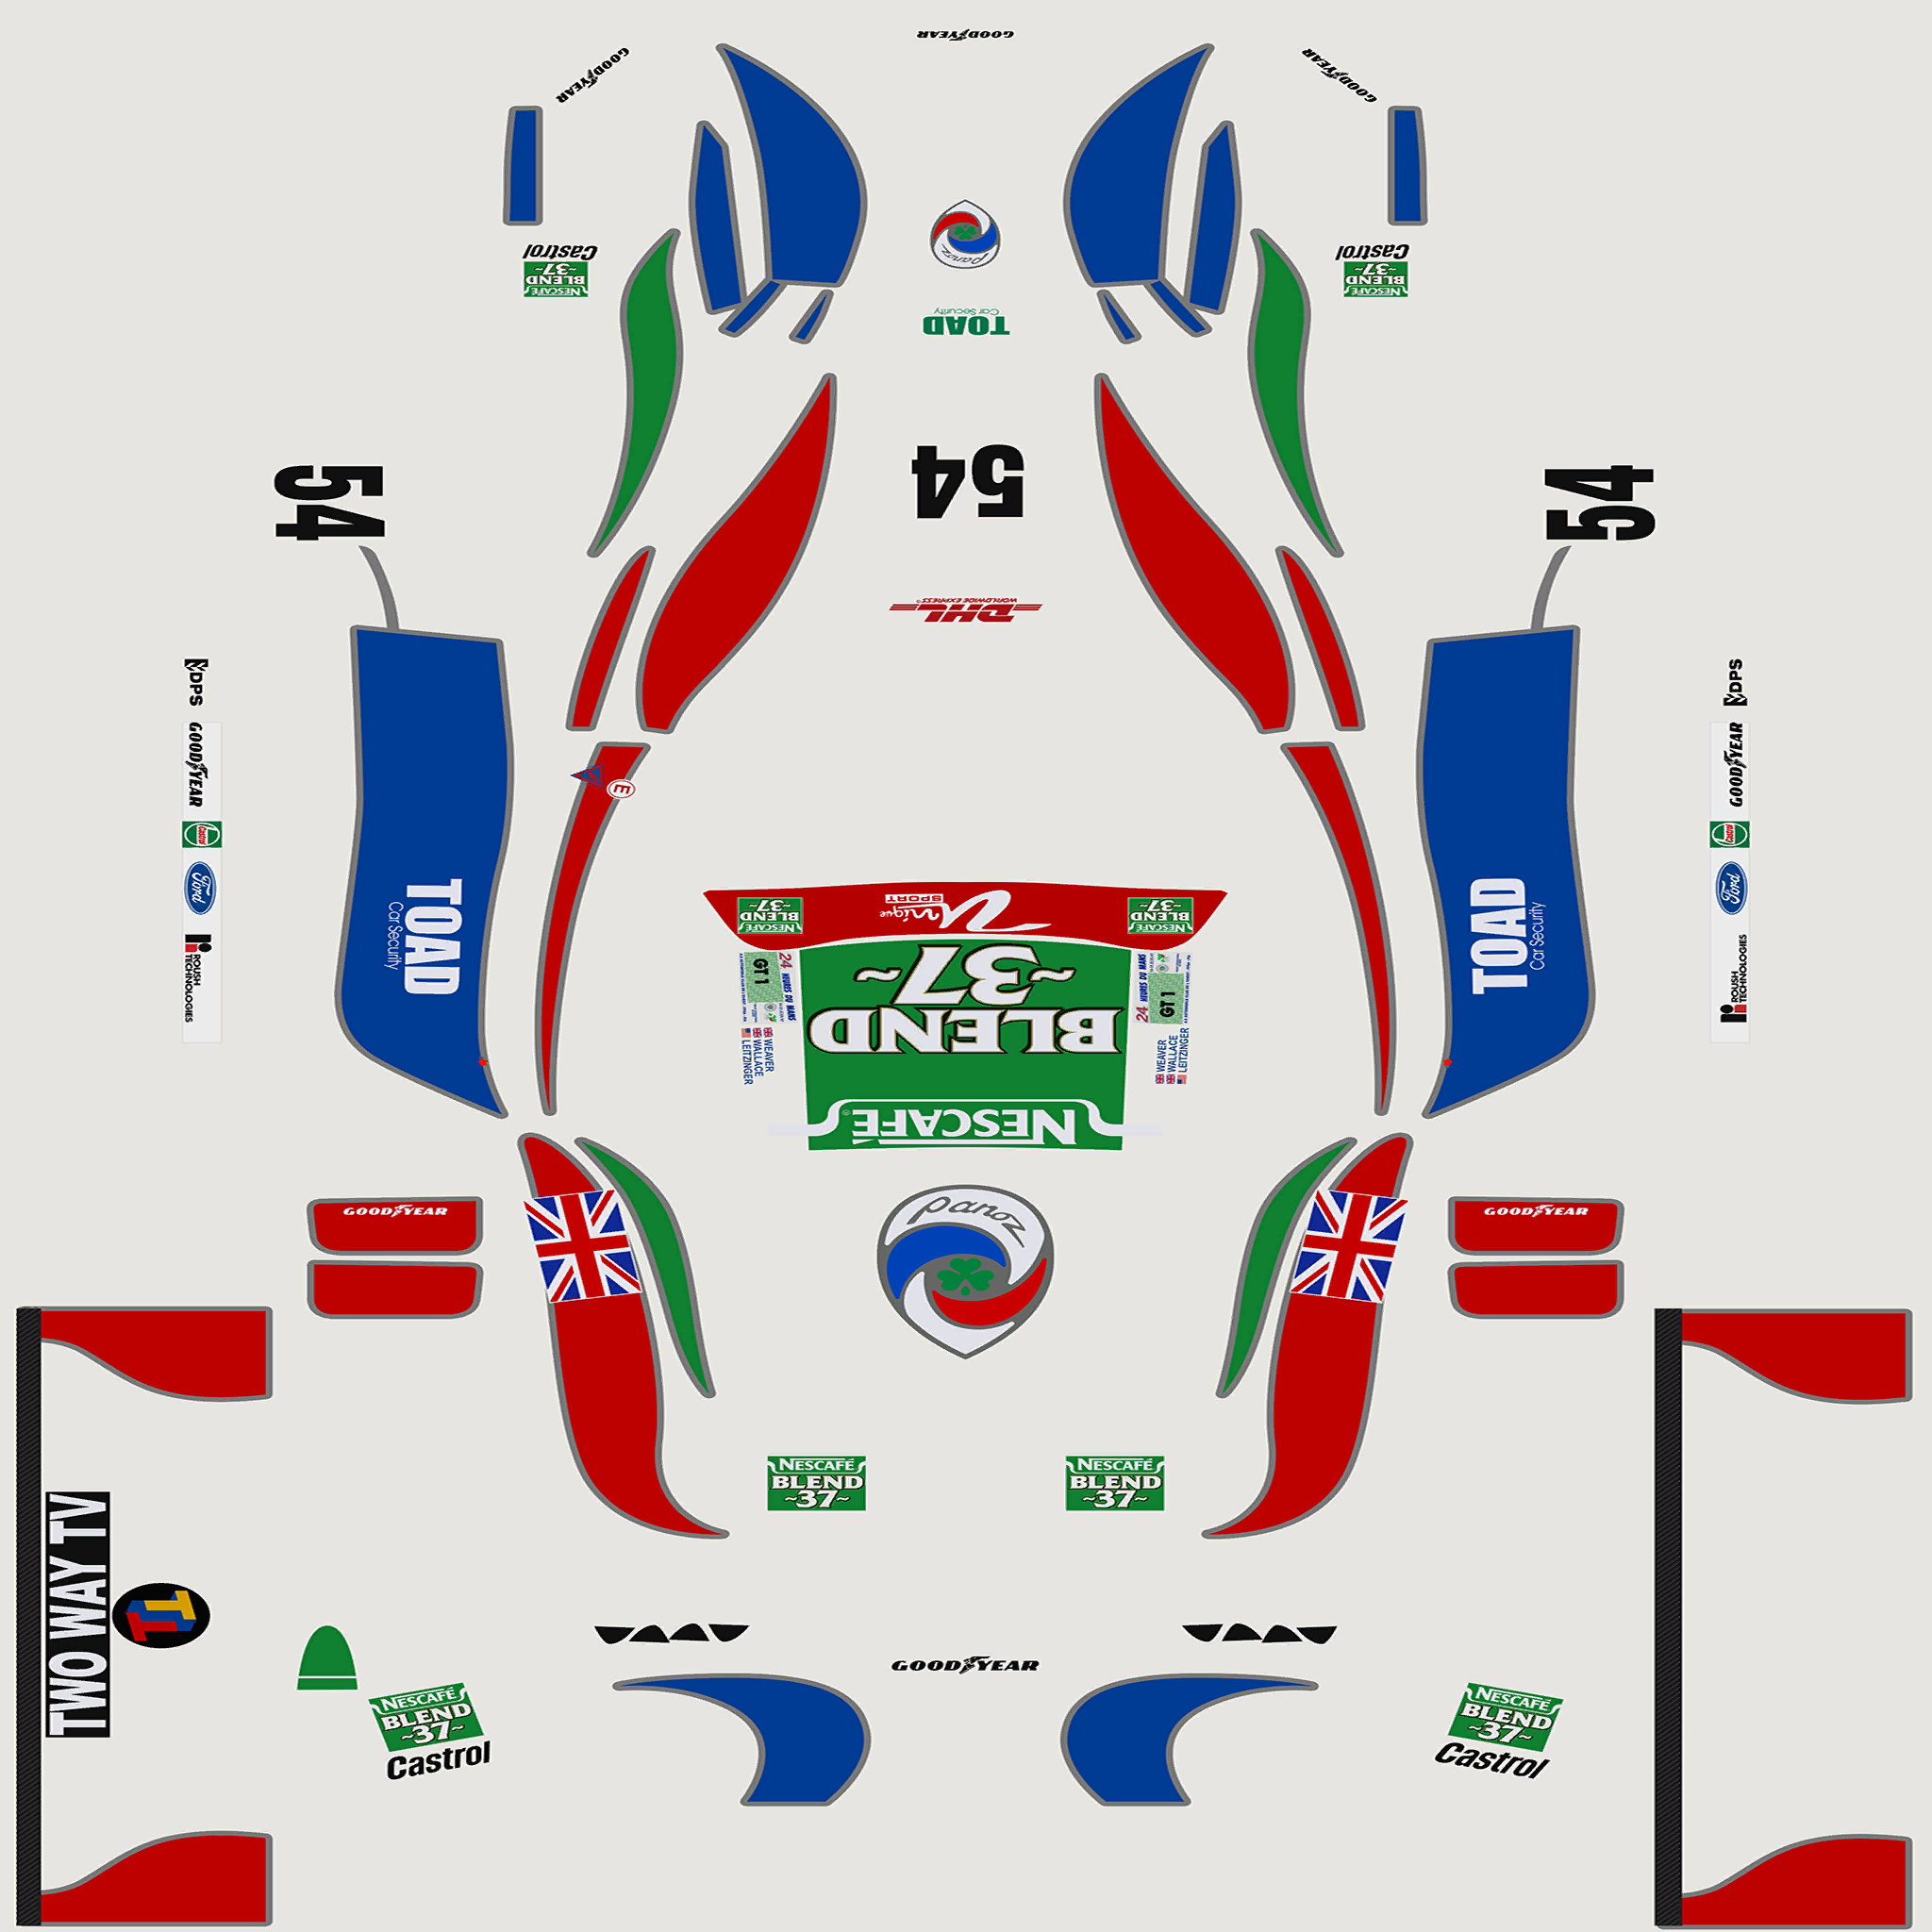 GOODYEAR
GOODYEAR
GOODYEAR
Castrol
NESCAFÉ
BLEND
~37~
Castrol
NESCAFÉ
BLEND
~37~
Panoz
TOAD
Car Security
54
54
54
DHL
WORLDWIDE EXPRESS
DPS
GOODYEAR
Castrol
Ford
ROUSH
TECHNOLOGIES
DPS
GOODYEAR
Castrol
Ford
ROUSH
TECHNOLOGIES
E
TOAD
Car Security
TOAD
Car Security
Unique
SPORT
NESCAFÉ
BLEND
~37~
NESCAFÉ
BLEND
~37~
NESCAFÉ
BLEND
~37~
24 HEURES DU MANS
GT 1
WEAVER
WALLACE
LEITZINGER
24 HEURES DU MANS
GT 1
WEAVER
WALLACE
LEITZINGER
GOODYEAR
GOODYEAR
Panoz
NESCAFÉ
BLEND
~37~
NESCAFÉ
BLEND
~37~
TWO WAY TV
GOODYEAR
NESCAFÉ
BLEND
~37~
Castrol
NESCAFÉ
BLEND
~37~
Castrol